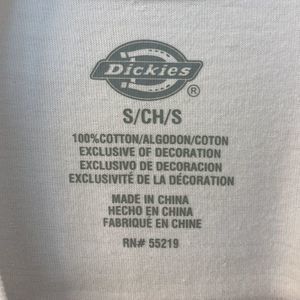 Dickies
®
S/CH/S
100%COTTON/ALGODON/COTON
EXCLUSIVE OF DECORATION
EXCLUSIVO DE DECORACION
EXCLUSIVITÉ DE LA DÉCORATION
MADE IN CHINA
HECHO EN CHINA
FABRIQUÉ EN CHINE
RN# 55219